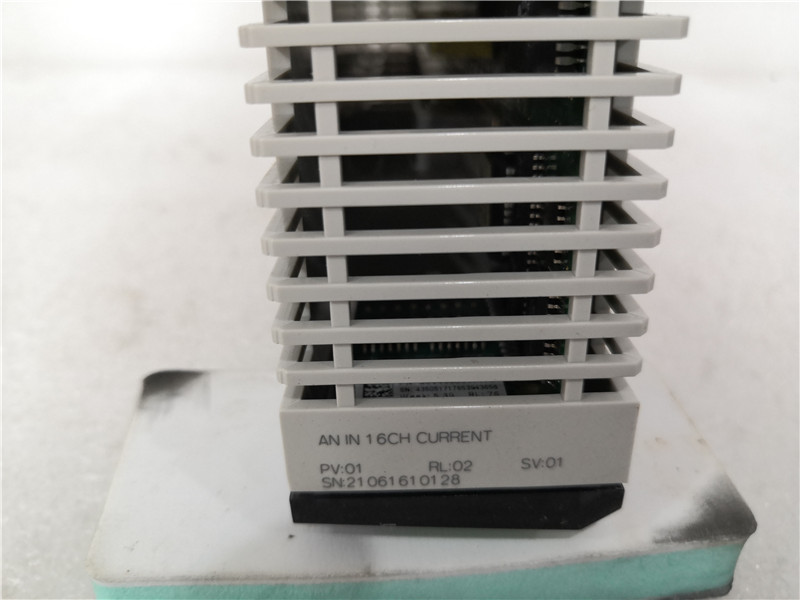 AN IN 16CH CURRENT
PV:01 RL:02 SV:01
SN:21061610128